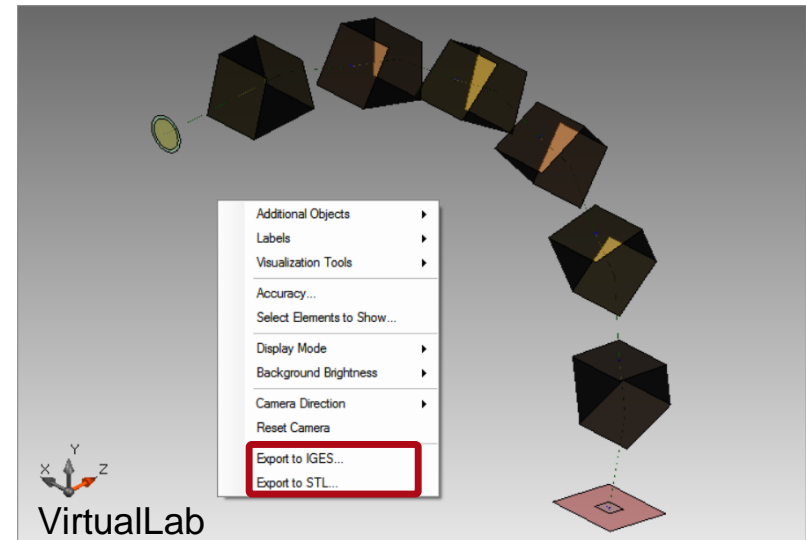 Additional Objects
Labels
Visualization Tools
Accuracy...
Select Elements to Show...
Display Mode
Background Brightness
Camera Direction
Reset Camera
Export to IGES...
Export to STL...
Y
X Z
VirtualLab